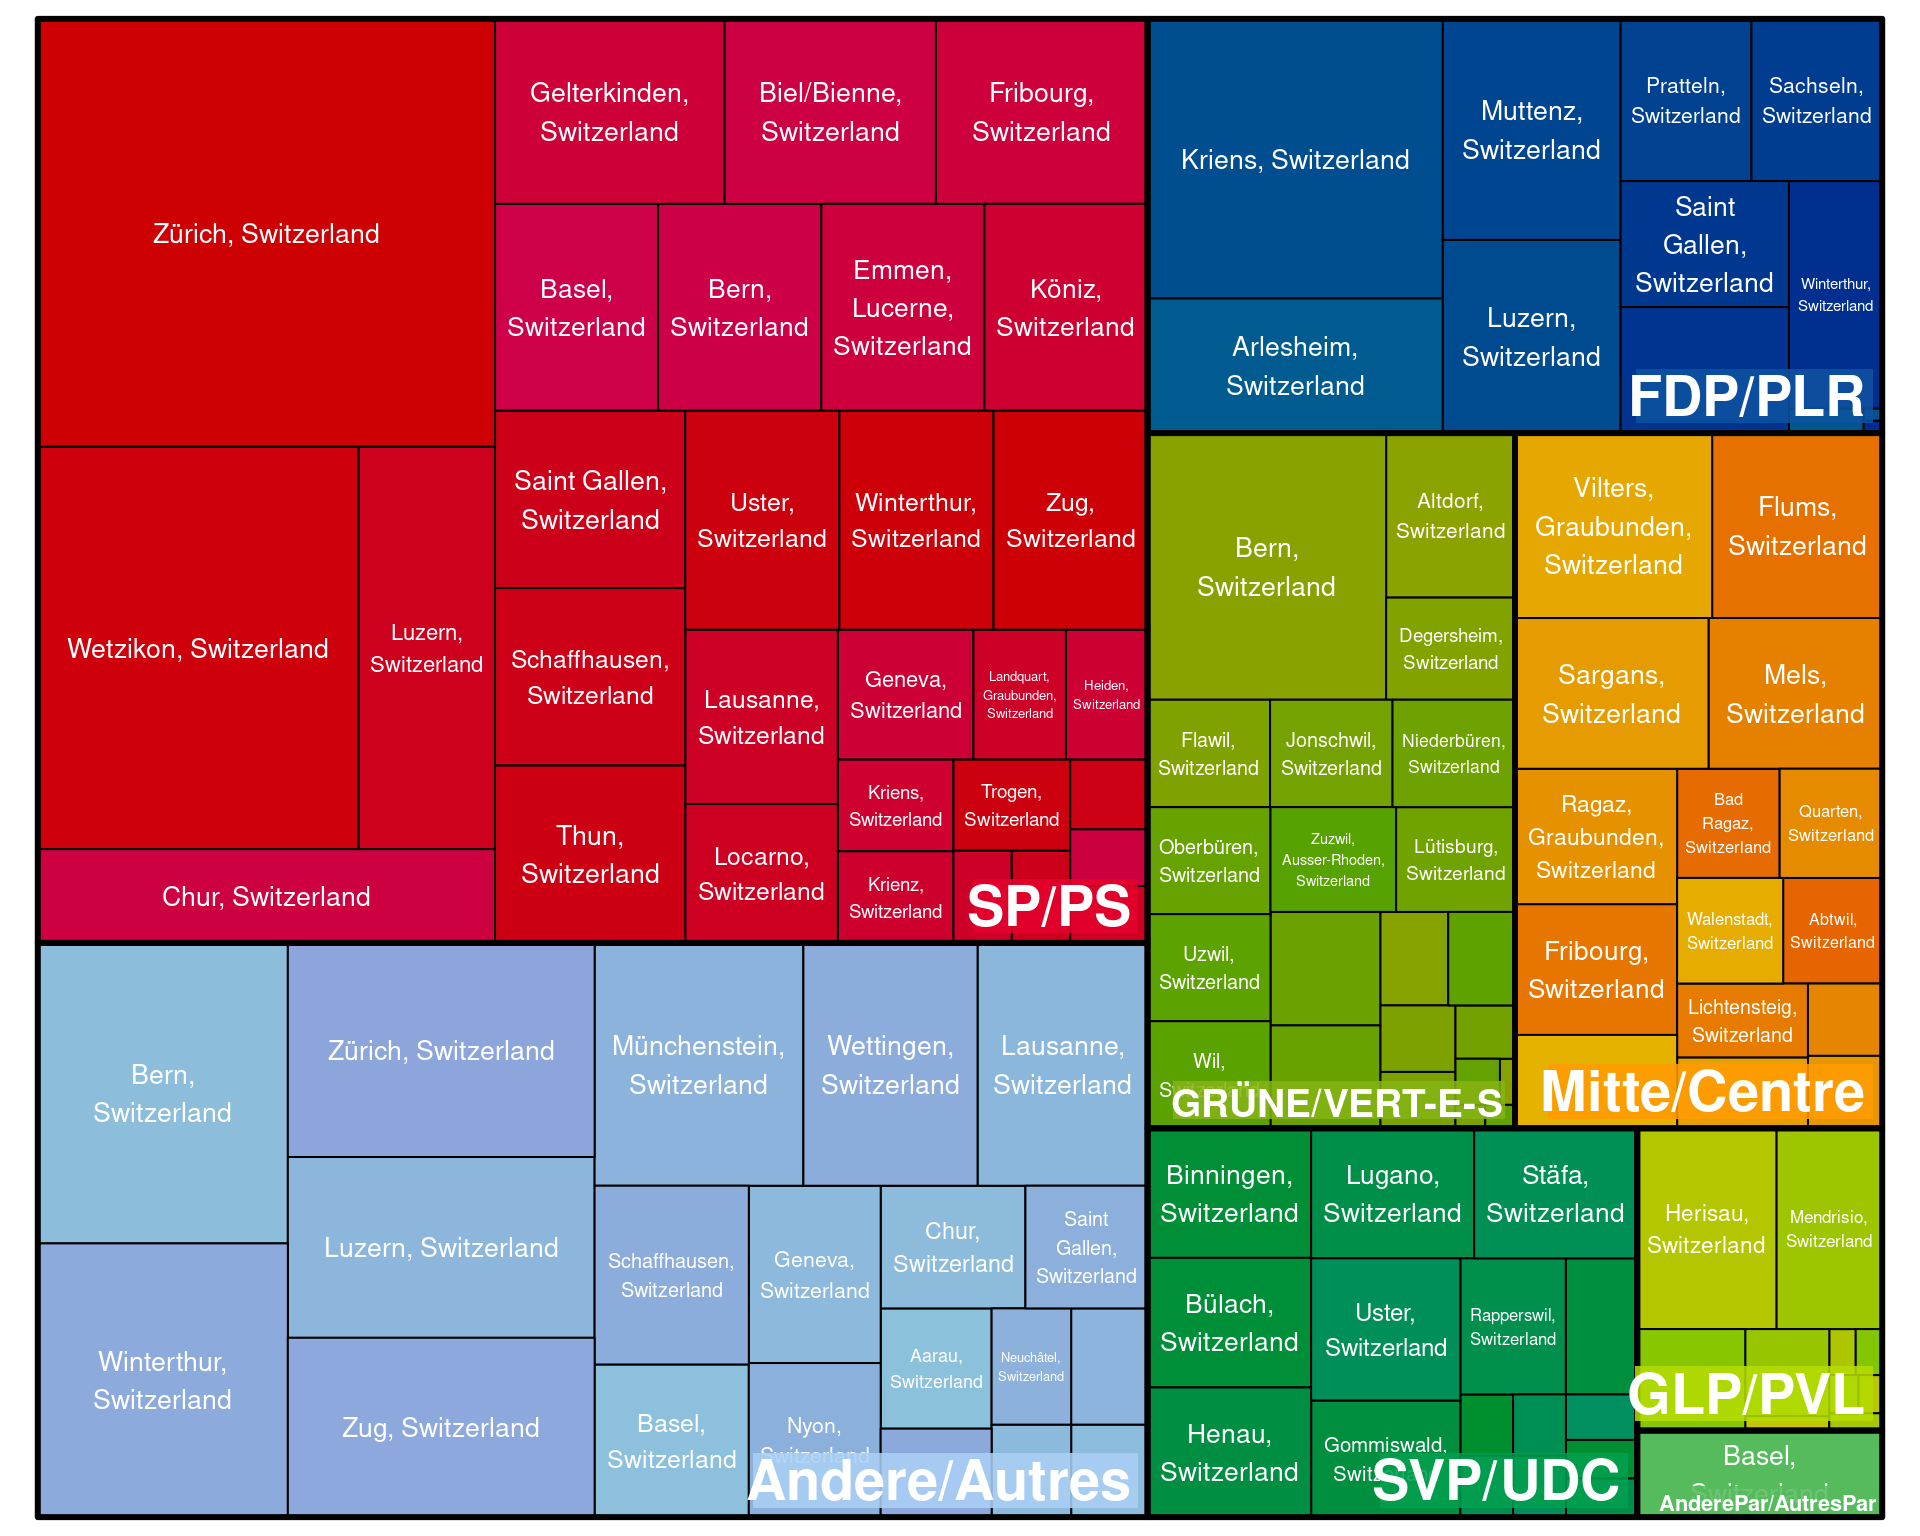 Zürich, Switzerland
Gelterkinden,
Switzerland
Biel/Bienne,
Switzerland
Fribourg,
Switzerland
Basel,
Switzerland
Bern,
Switzerland
Emmen,
Lucerne,
Switzerland
Köniz,
Switzerland
Wetzikon, Switzerland
Luzern,
Switzerland
Chur, Switzerland
Saint Gallen,
Switzerland
Uster,
Switzerland
Winterthur,
Switzerland
Zug,
Switzerland
Schaffhausen,
Switzerland
Lausanne,
Switzerland
Geneva,
Switzerland
Landquart,
Graubunden,
Switzerland
Heiden,
Switzerland
Thun,
Switzerland
Locarno,
Switzerland
Kriens,
Switzerland
Trogen,
Switzerland
Krienz,
Switzerland
SP/PS
Kriens, Switzerland
Muttenz,
Switzerland
Pratteln,
Switzerland
Sachseln,
Switzerland
Arlesheim,
Switzerland
Luzern,
Switzerland
Saint
Gallen,
Switzerland
Winterthur,
Switzerland
FDP/PLR
Bern,
Switzerland
Altdorf,
Switzerland
Degersheim,
Switzerland
Flawil,
Switzerland
Jonschwil,
Switzerland
Niederbüren,
Switzerland
Oberbüren,
Switzerland
Zuzwil,
Ausser-Rhoden,
Switzerland
Lütisburg,
Switzerland
Uzwil,
Switzerland
Wil,
Switzerland
GRÜNE/VERT-E-S
Vilters,
Graubunden,
Switzerland
Flums,
Switzerland
Sargans,
Switzerland
Mels,
Switzerland
Ragaz,
Graubunden,
Switzerland
Bad
Ragaz,
Switzerland
Quarten,
Switzerland
Fribourg,
Switzerland
Walenstadt,
Switzerland
Abtwil,
Switzerland
Lichtensteig,
Switzerland
Mitte/Centre
Bern,
Switzerland
Zürich, Switzerland
Münchenstein,
Switzerland
Wettingen,
Switzerland
Lausanne,
Switzerland
Winterthur,
Switzerland
Luzern, Switzerland
Zug, Switzerland
Schaffhausen,
Switzerland
Geneva,
Switzerland
Chur,
Switzerland
Saint
Gallen,
Switzerland
Basel,
Switzerland
Nyon,
Switzerland
Aarau,
Switzerland
Neuchâtel,
Switzerland
Andere/Autres
Binningen,
Switzerland
Lugano,
Switzerland
Stäfa,
Switzerland
Bülach,
Switzerland
Uster,
Switzerland
Rapperswil,
Switzerland
Henau,
Switzerland
Gommiswald,
Switzerland
SVP/UDC
Herisau,
Switzerland
Mendrisio,
Switzerland
GLP/PVL
Basel,
Switzerland
AnderePar/AutresPar